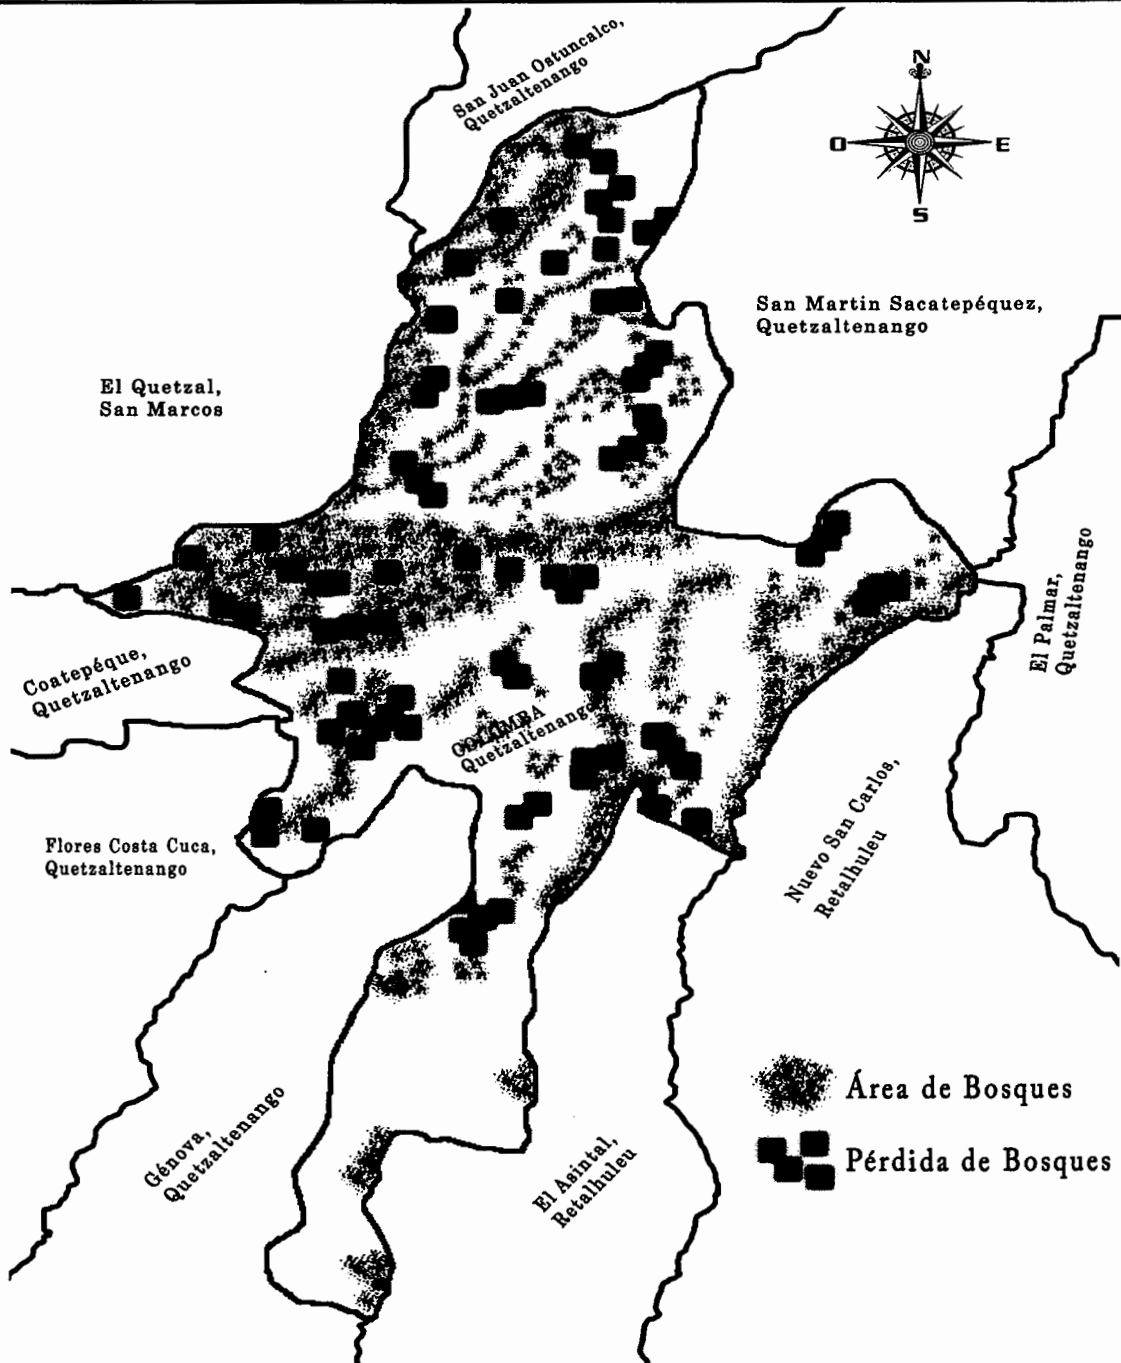 San Juan Ostuncalco,
Quetzaltenango
N
O
E
S
San Martin Sacatepéquez,
Quetzaltenango
El Quetzal,
San Marcos
El Palmar,
Quetzaltenango
Coatepéque,
Quetzaltenango
COLOMBA
Quetzaltenango
Flores Costa Cuca,
Quetzaltenango
Nuevo San Carlos,
Retalhuleu
Génova,
Quetzaltenango
El Asintal,
Retalhuleu
Área de Bosques
Pérdida de Bosques